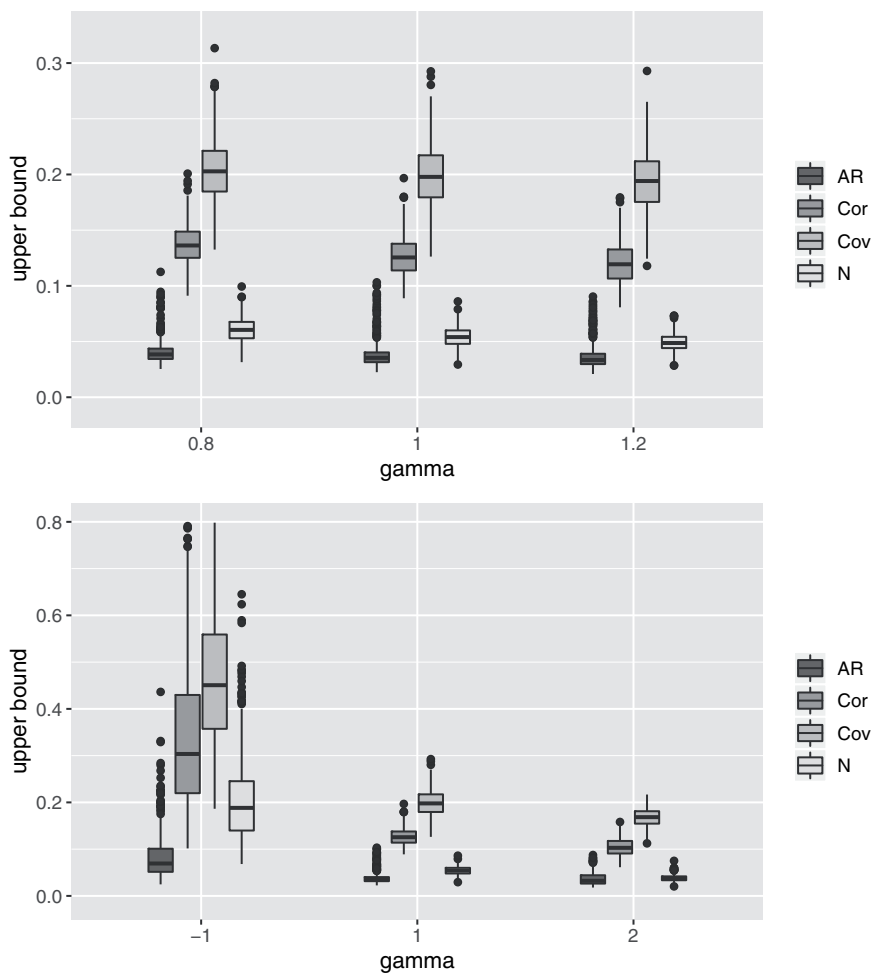 upper bound
0.3
0.2
0.1
0.0
0.8
1
1.2
gamma
AR
Cor
Cov
N
upper bound
0.8
0.6
0.4
0.2
0.0
−1
1
2
gamma
AR
Cor
Cov
N